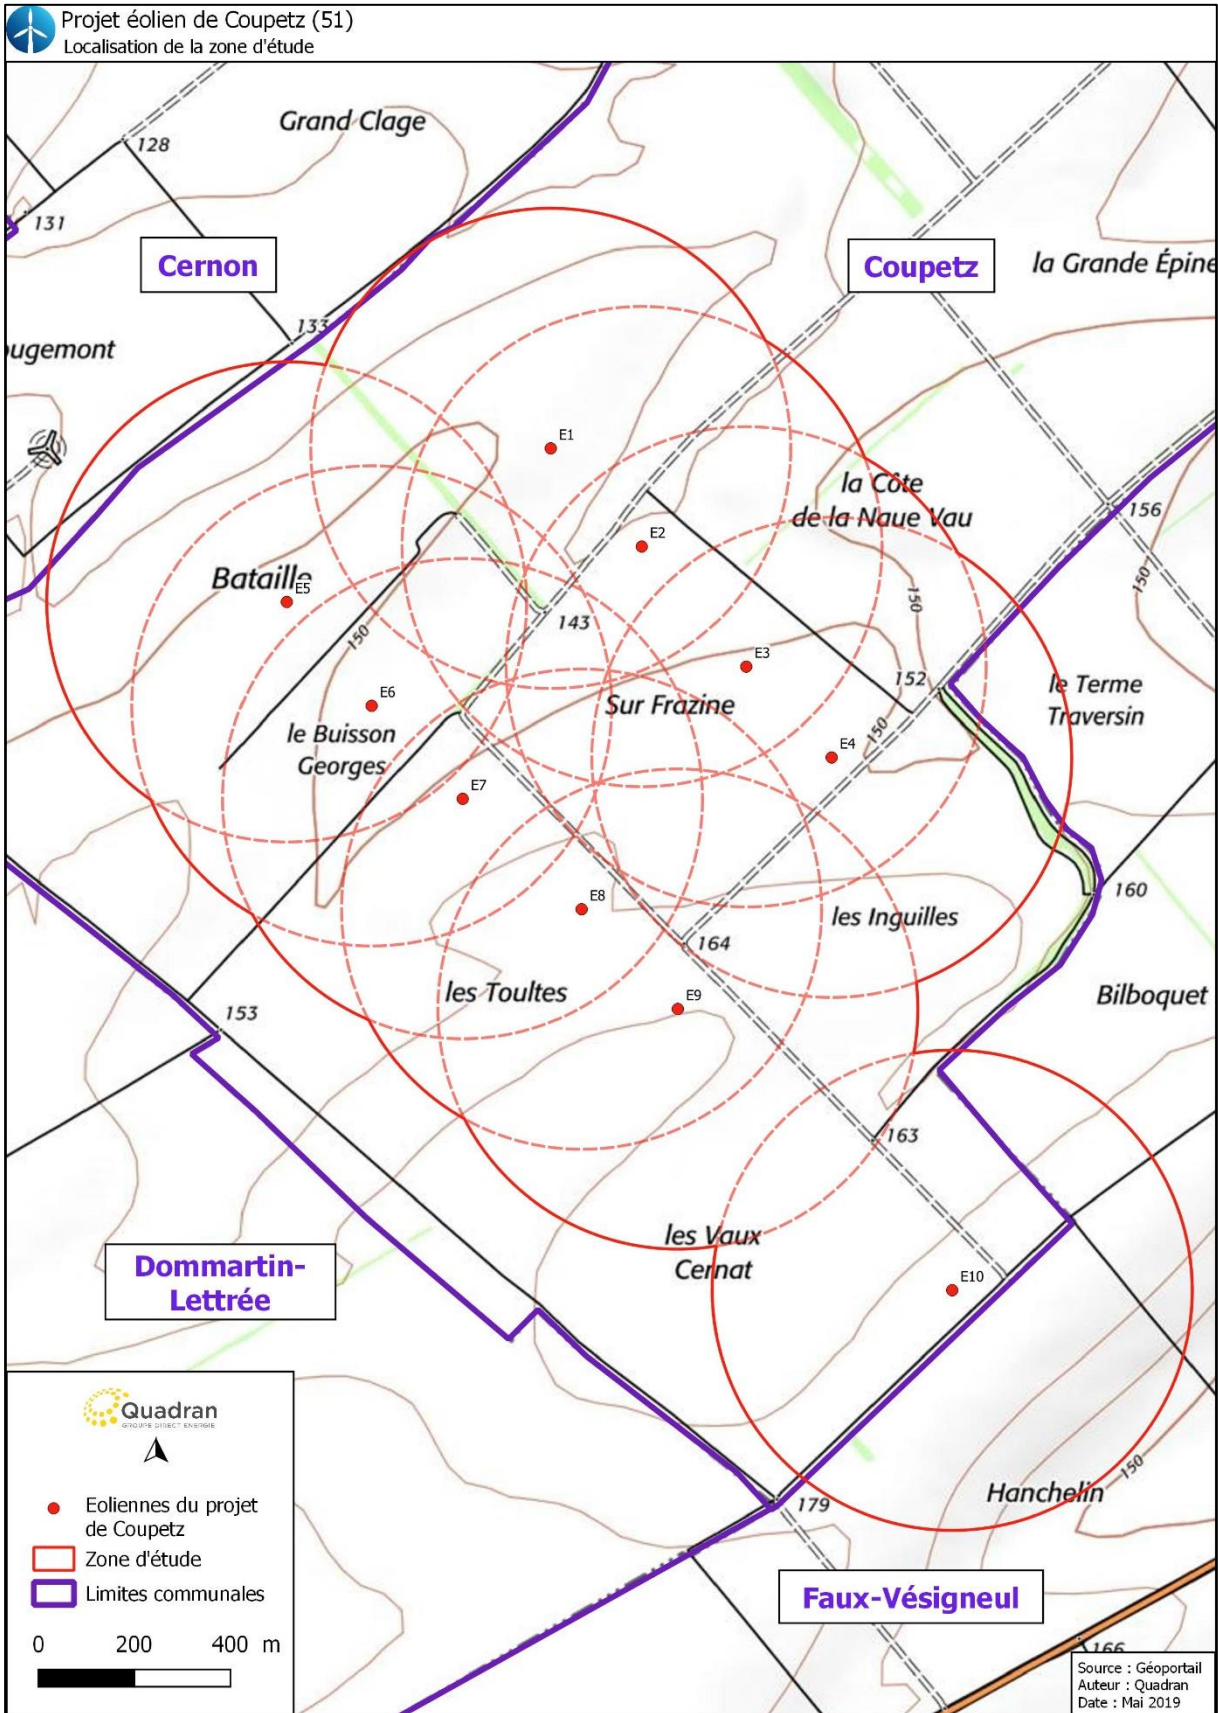 Projet éolien de Coupetz (51)
Localisation de la zone d'étude
Grand Clage
128
131
Cernon
Coupetz
la Grande Épine
133
ougemont
E1
la Côte
de la Naue Vau
156
E2
Bataille
E5
150
150
150
143
E3
152
le Terme
Traversin
Sur Frazine
E6
le Buisson
Georges
150
E4
E7
160
E8
les Inguilles
164
les Toultes
E9
Bilboquet
153
163
les Vaux
Cernat
Dommartin-
Lettrée
E10
Quadran
GROUPE DIRECT ENERGIE
150
Hanchelin
179
Eoliennes du projet
de Coupetz
Zone d'étude
Limites communales
Faux-Vésigneul
0 200 400 m
166
Source : Géoportail
Auteur : Quadran
Date : Mai 2019